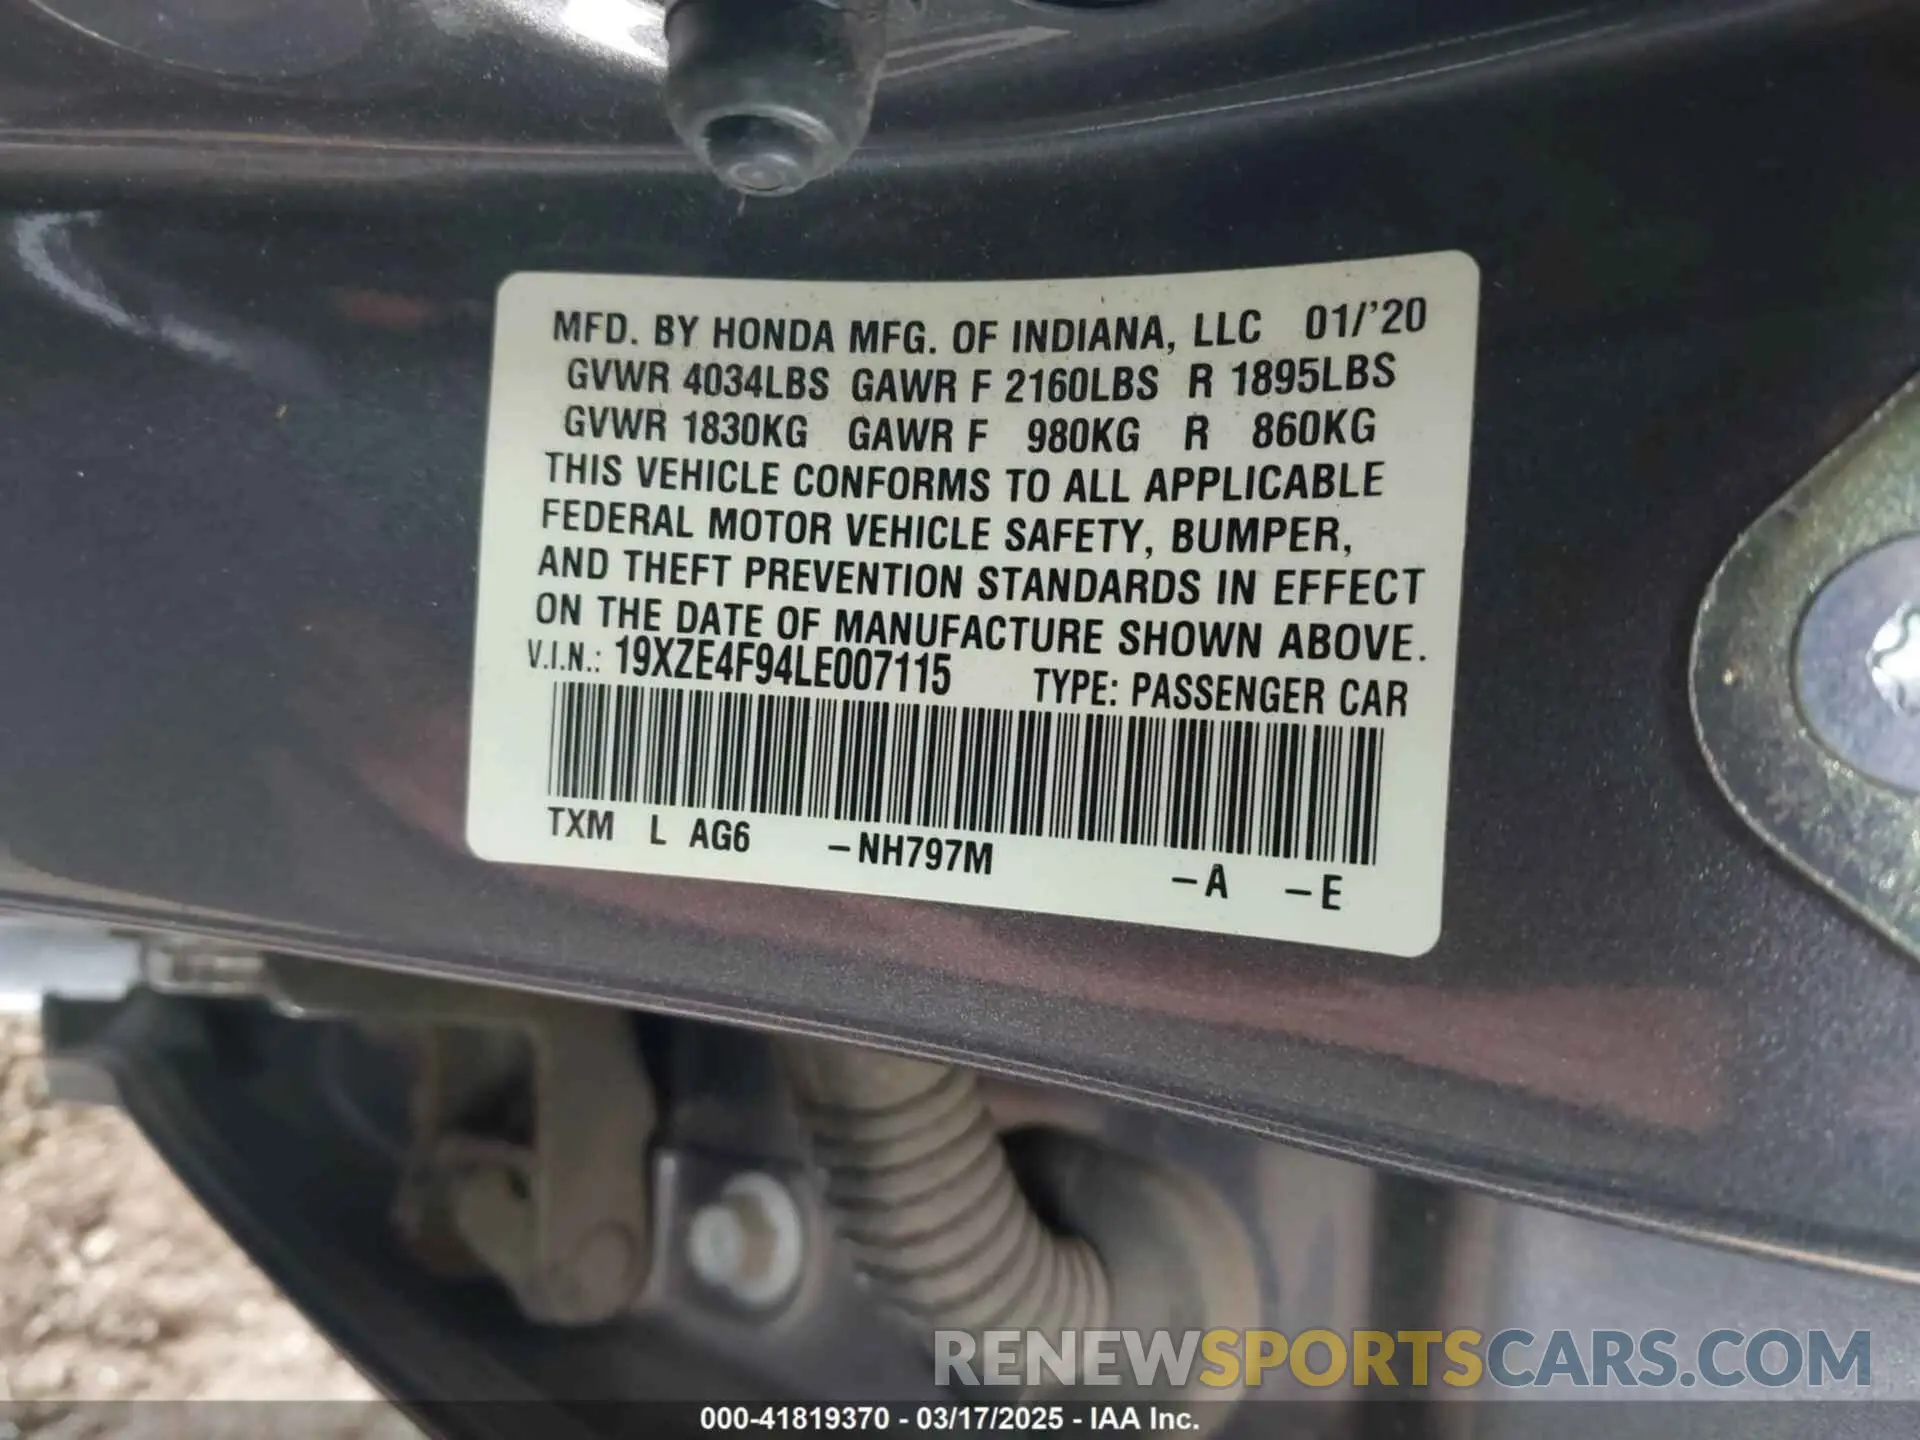 MFD. BY HONDA MFG. OF INDIANA, LLC 01/'20
GVWR 4034LBS GAWR F 2160LBS R 1895LBS
GVWR 1830KG GAWR F 980KG R 860KG
THIS VEHICLE CONFORMS TO ALL APPLICABLE
FEDERAL MOTOR VEHICLE SAFETY, BUMPER,
AND THEFT PREVENTION STANDARDS IN EFFECT
ON THE DATE OF MANUFACTURE SHOWN ABOVE.
V.I.N.: 19XZE4F94LE007115 TYPE: PASSENGER CAR
TXM L AG6 –NH797M –A –E
RENEWSPORTSCARS.COM
000-41819370 - 03/17/2025 - IAA Inc.